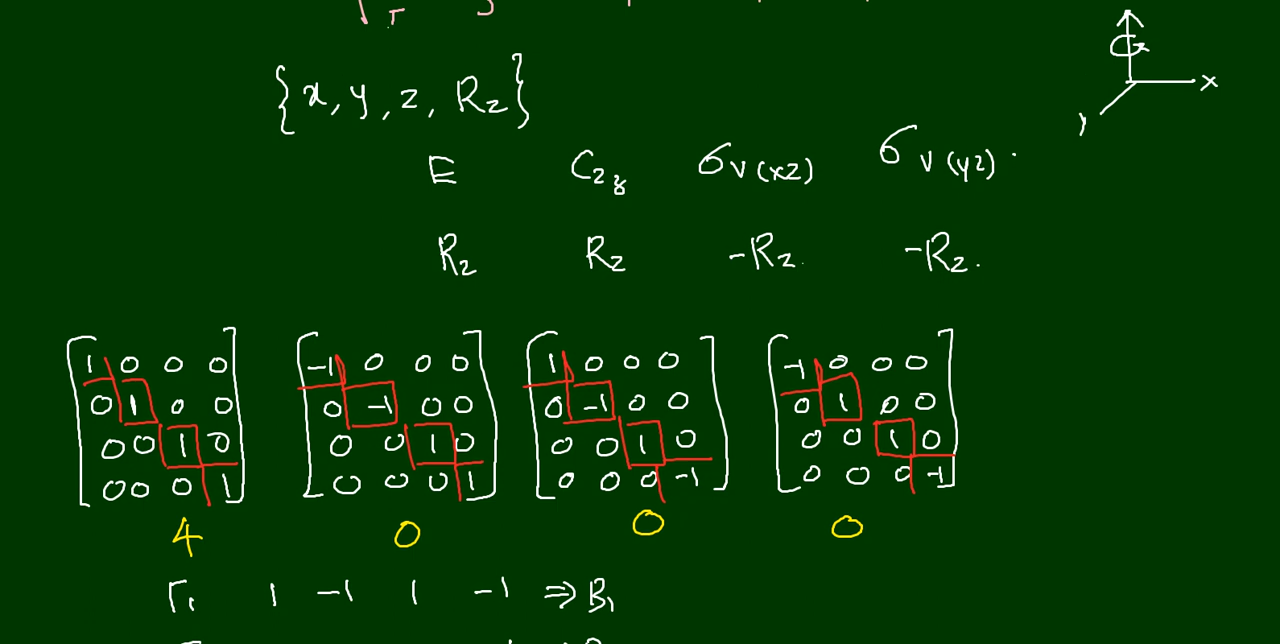 {x, y, z, Rz}
x
y
E C2z σv(xz) σv(yz).
Rz Rz -Rz. -Rz.
[1 0 0 0] [-1 0 0 0] [1 0 0 0] [-1 0 0 0]
[0 1 0 0] [0 -1 0 0] [0 -1 0 0] [0 1 0 0]
[0 0 1 0] [0 0 1 0] [0 0 1 0] [0 0 1 0]
[0 0 0 1] [0 0 0 1] [0 0 0 -1] [0 0 0 -1]
4 0 0 0
Γ1 1 -1 1 -1 ⇒ B1